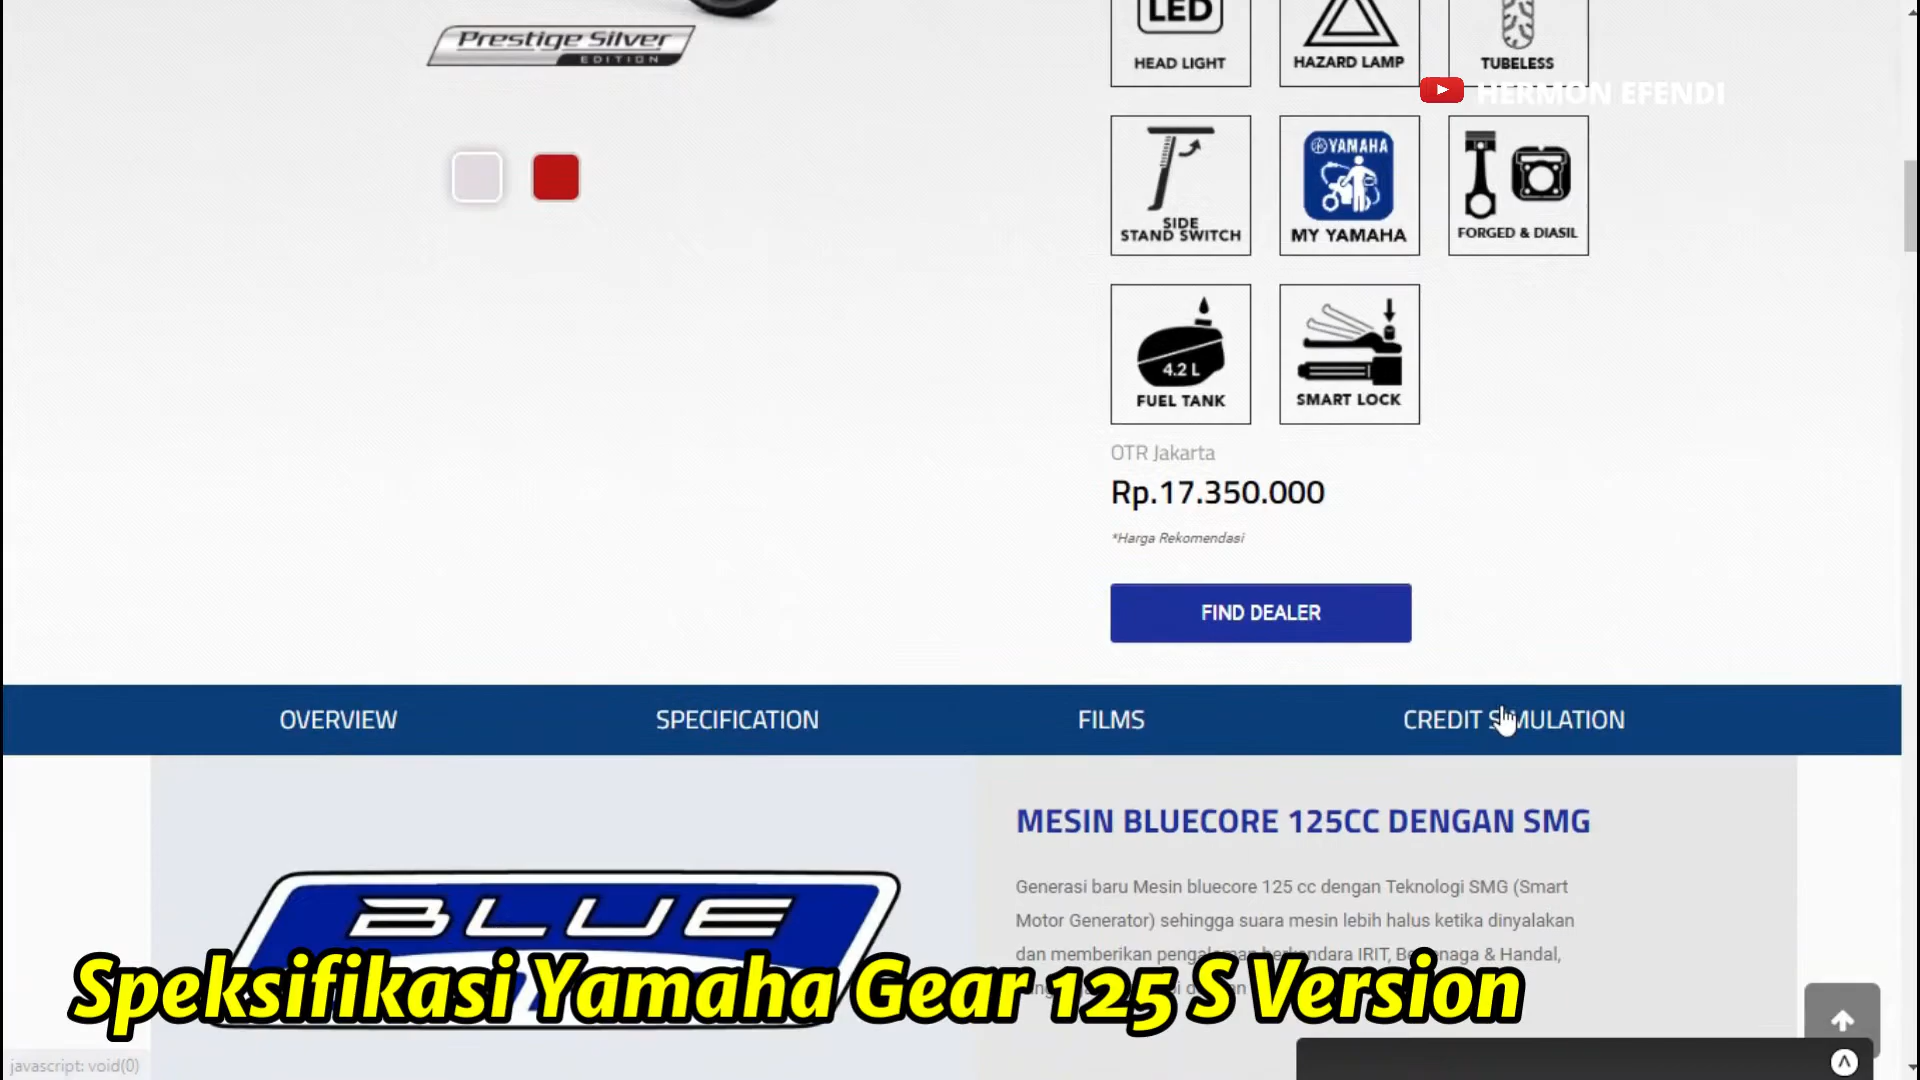 Prestige Silver
EDITION
LED
HEAD LIGHT
HAZARD LAMP
TUBELESS
HERMON EFENDI
SIDE
STAND SWITCH
YAMAHA
MY YAMAHA
FORGED & DIASIL
4.2 L
FUEL TANK
SMART LOCK
OTR Jakarta
Rp.17.350.000
*Harga Rekomendasi
FIND DEALER
OVERVIEW
SPECIFICATION
FILMS
CREDIT SIMULATION
MESIN BLUECORE 125CC DENGAN SMG
Generasi baru Mesin bluecore 125 cc dengan Teknologi SMG (Smart
Motor Generator) sehingga suara mesin lebih halus ketika dinyalakan
dan memberikan pengalaman berkendara IRIT, Bertenaga & Handal,
BLUE
Speksifikasi Yamaha Gear 125 S Version
javascript: void(0)